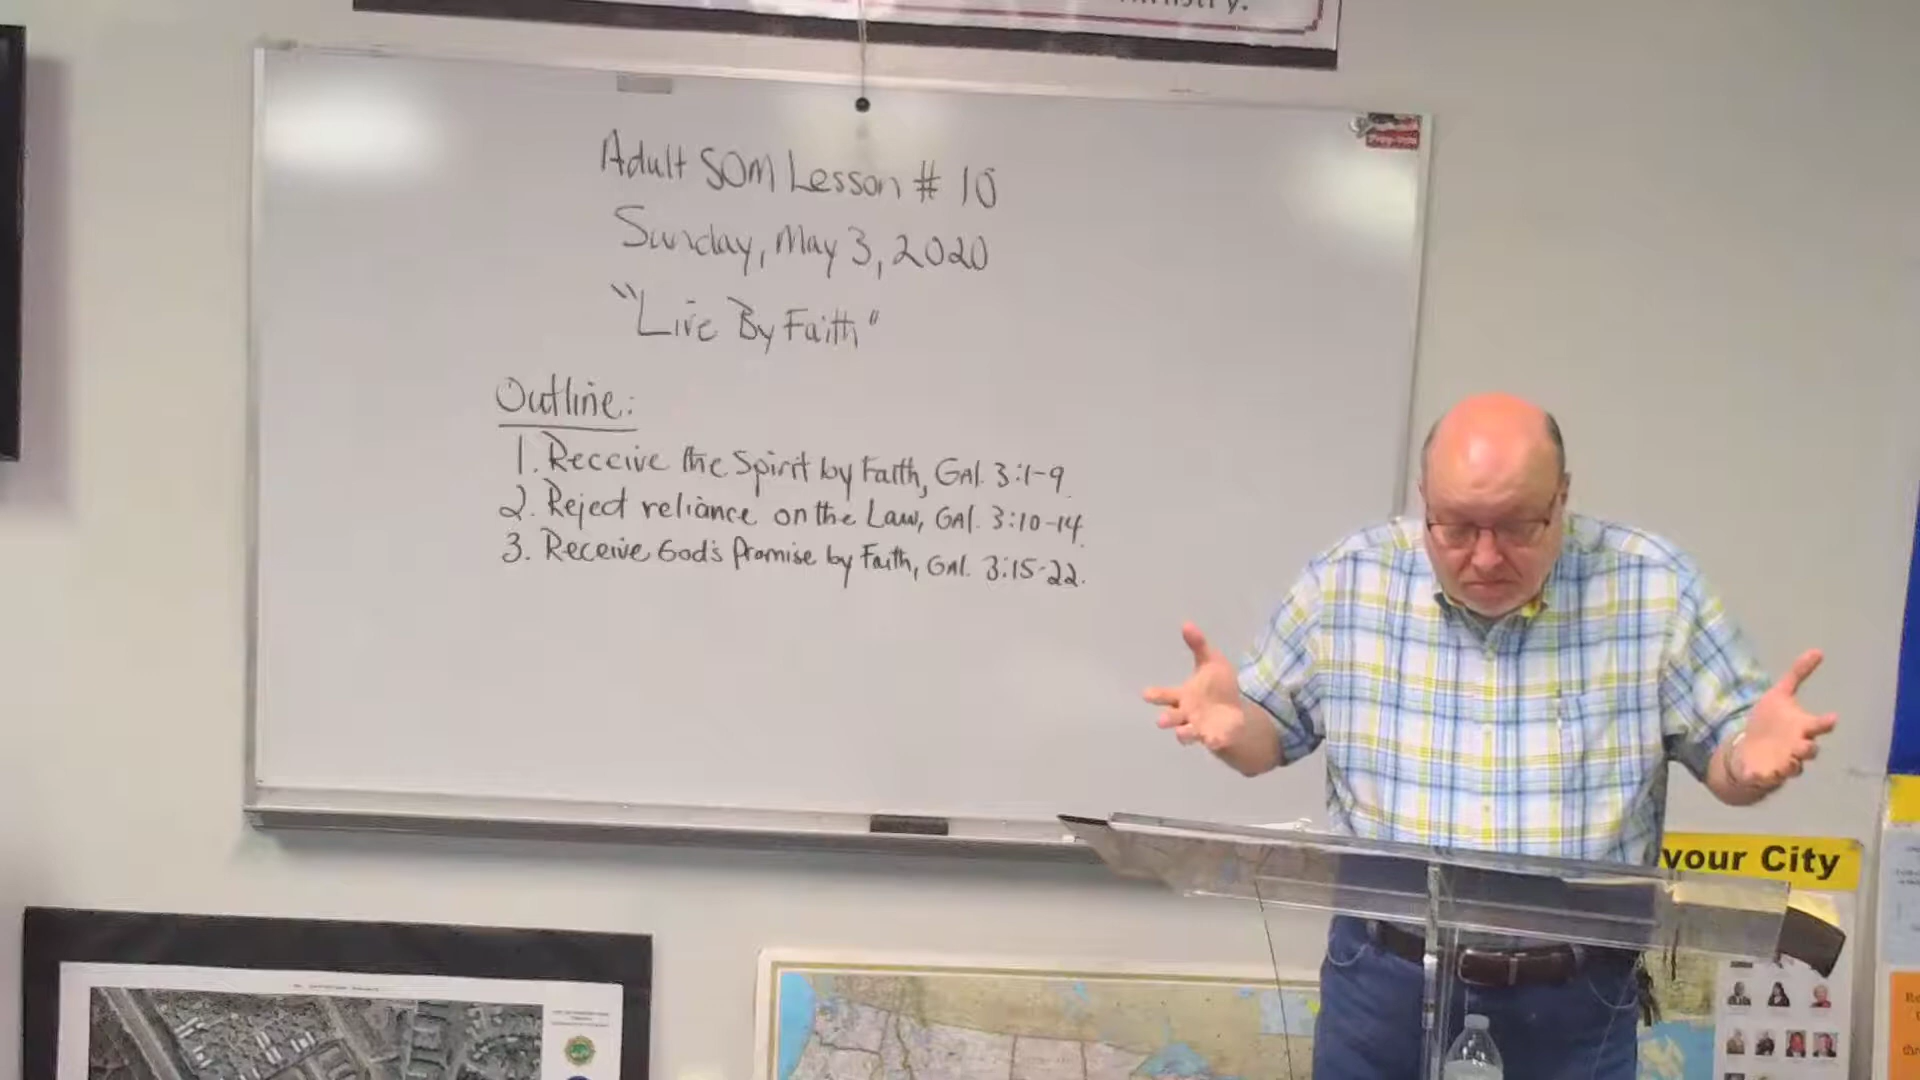 Adult SOM Lesson # 10
Sunday, May 3, 2020
"Live By Faith"
Outline:
1. Receive the Spirit by Faith, GAl. 3:1-9.
2. Reject reliance on the Law, GAl. 3:10-14.
3. Receive God's Promise by Faith, GAl. 3:15-22.
your City